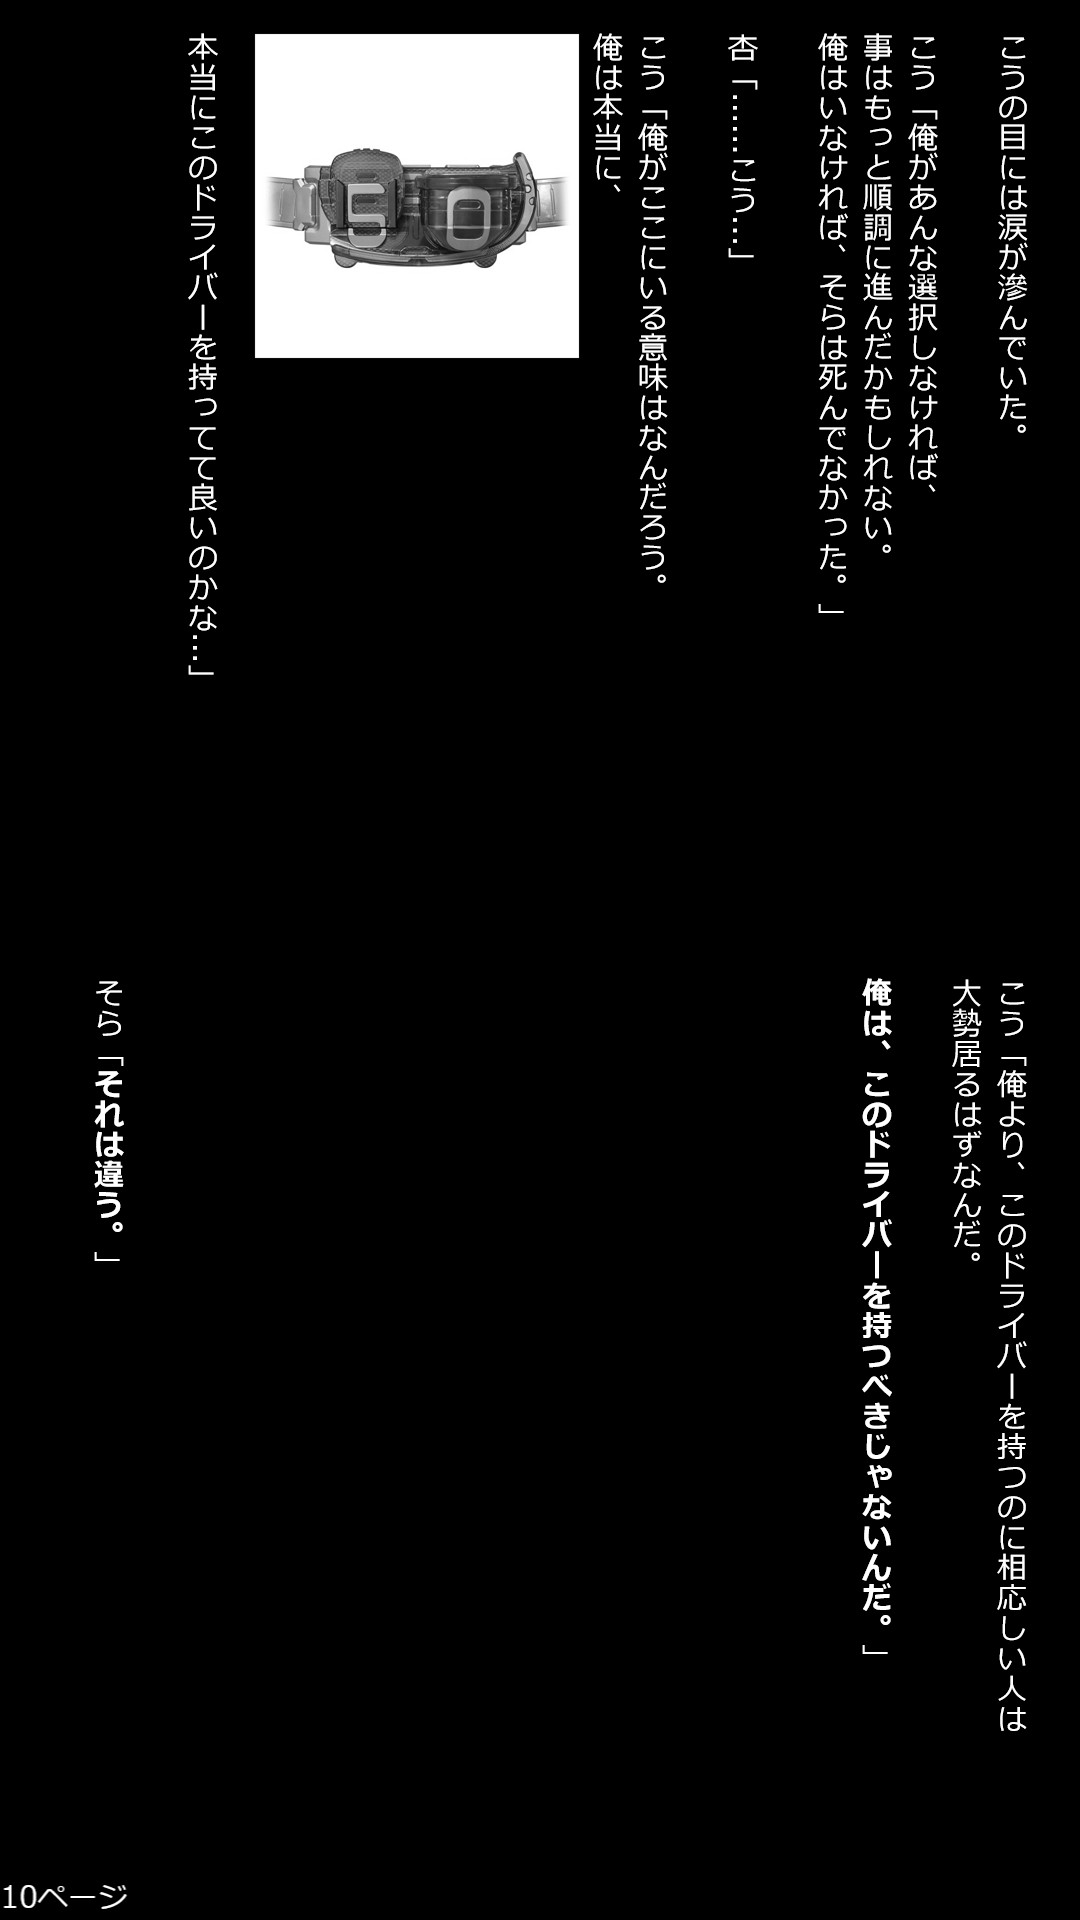 こうの目には涙が滲んでいた。
こう「俺があんな選択しなければ、
事はもっと順調に進んだかもしれない。
俺はいなければ、そらは死んでなかった。」
杏「……こう…」
こう「俺がここにいる意味はなんだろう。
俺は本当に、
50
本当にこのドライバーを持ってて良いのかな…」
こう「俺より、このドライバーを持つのに相応しい人は
大勢居るはずなんだ。
俺は、このドライバーを持つべきじゃないんだ。」
そら「それは違う。」
10ページ